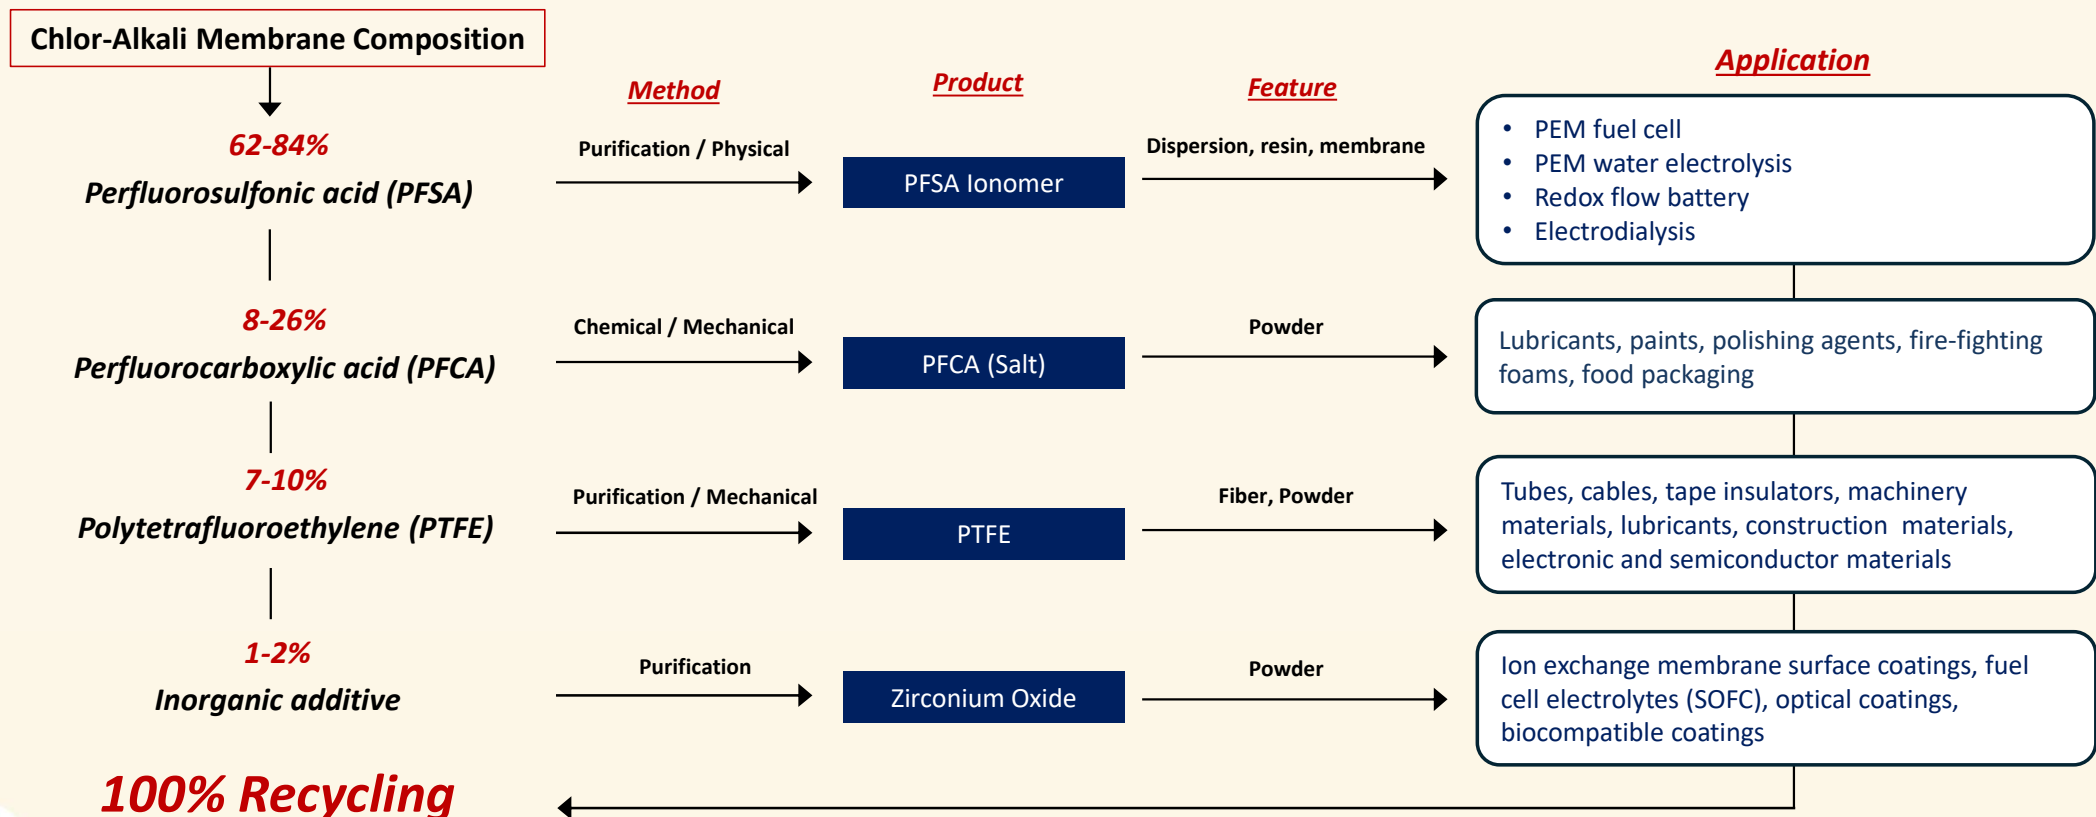 Chlor-Alkali Membrane Composition
Method
Product
Feature
Application
62-84%
Perfluorosulfonic acid (PFSA)
Purification / Physical
PFSA Ionomer
Dispersion, resin, membrane
• PEM fuel cell
• PEM water electrolysis
• Redox flow battery
• Electrodialysis
8-26%
Perfluorocarboxylic acid (PFCA)
Chemical / Mechanical
PFCA (Salt)
Powder
Lubricants, paints, polishing agents, fire-fighting
foams, food packaging
7-10%
Polytetrafluoroethylene (PTFE)
Purification / Mechanical
PTFE
Fiber, Powder
Tubes, cables, tape insulators, machinery
materials, lubricants, construction materials,
electronic and semiconductor materials
1-2%
Inorganic additive
Purification
Zirconium Oxide
Powder
Ion exchange membrane surface coatings, fuel
cell electrolytes (SOFC), optical coatings,
biocompatible coatings
100% Recycling